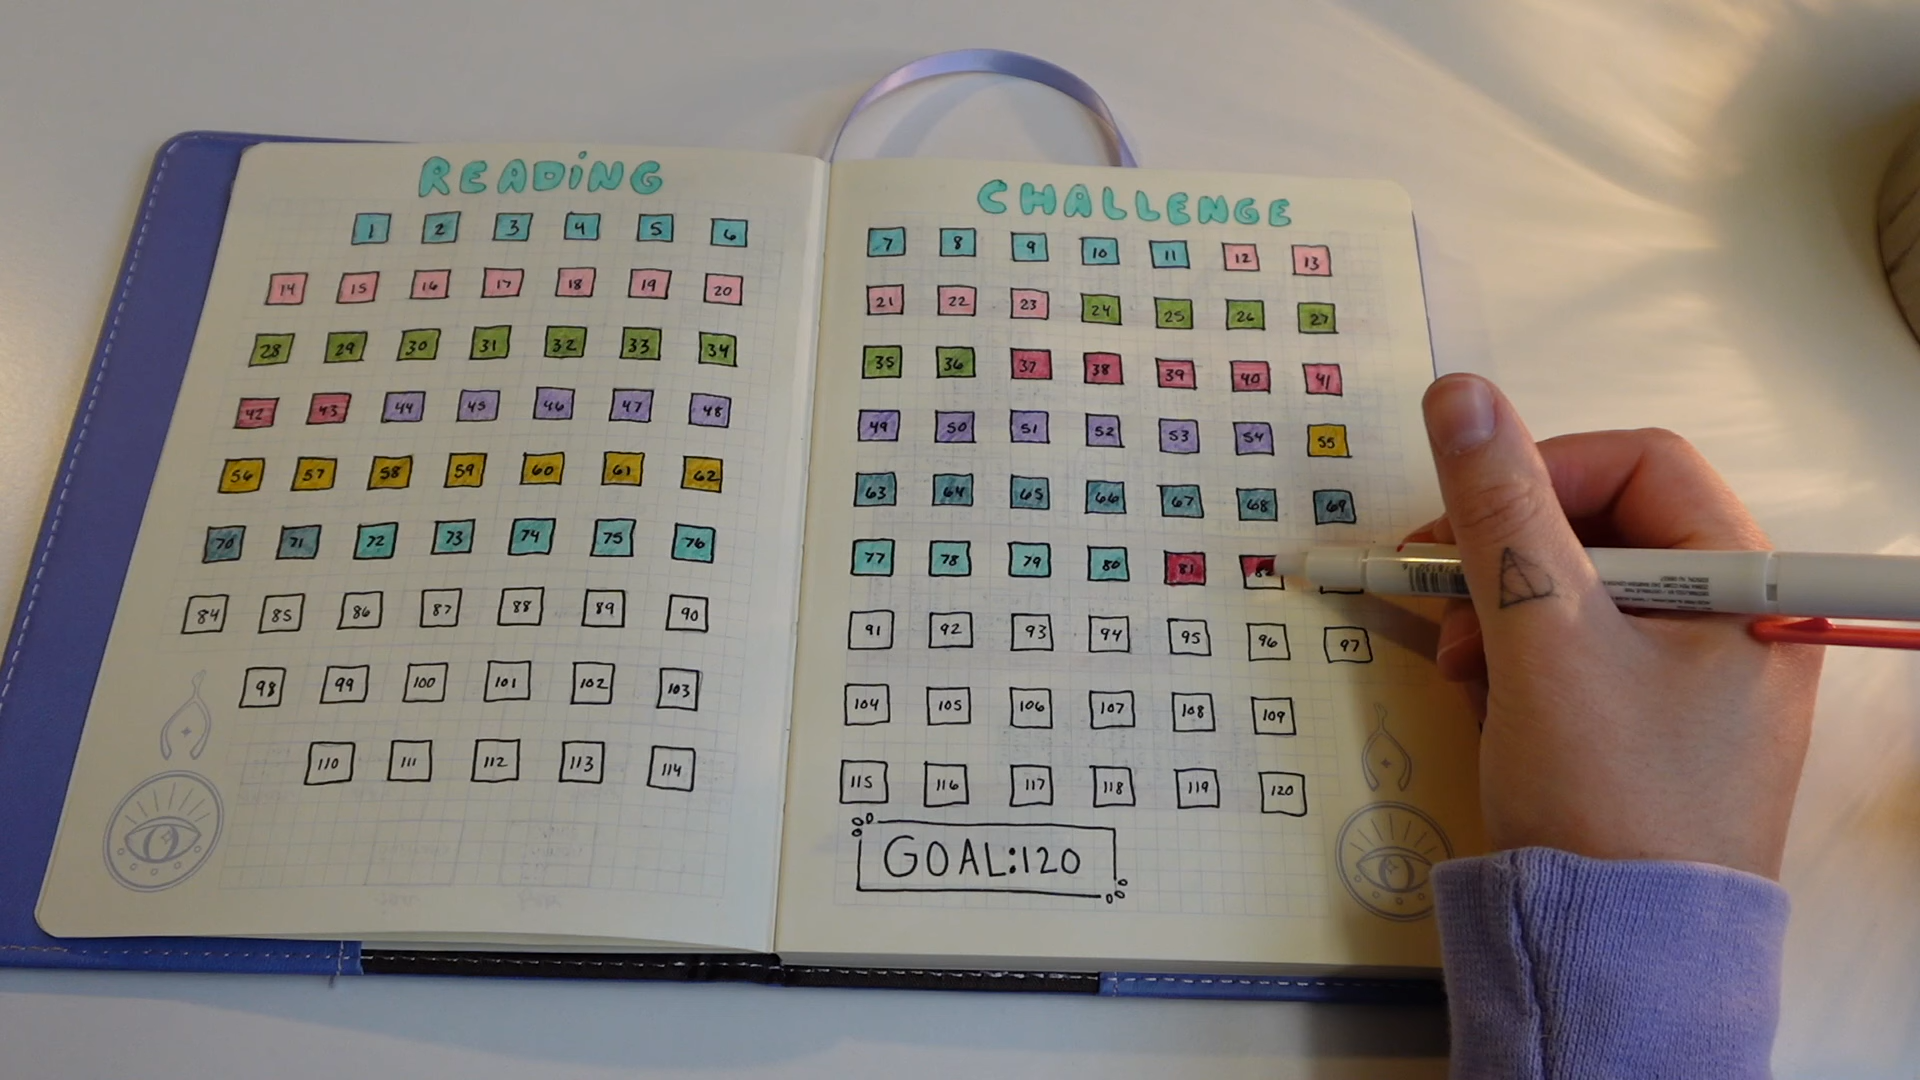 READING CHALLENGE
1 2 3 4 5 6 7 8 9 10 11 12 13
14 15 16 17 18 19 20 21 22 23 24 25 26 27
28 29 30 31 32 33 34 35 36 37 38 39 40 41
42 43 44 45 46 47 48 49 50 51 52 53 54 55
56 57 58 59 60 61 62 63 64 65 66 67 68 69
70 71 72 73 74 75 76 77 78 79 80 81 82
84 85 86 87 88 89 90 91 92 93 94 95 96 97
98 99 100 101 102 103 104 105 106 107 108 109
110 111 112 113 114 115 116 117 118 119 120
GOAL:120